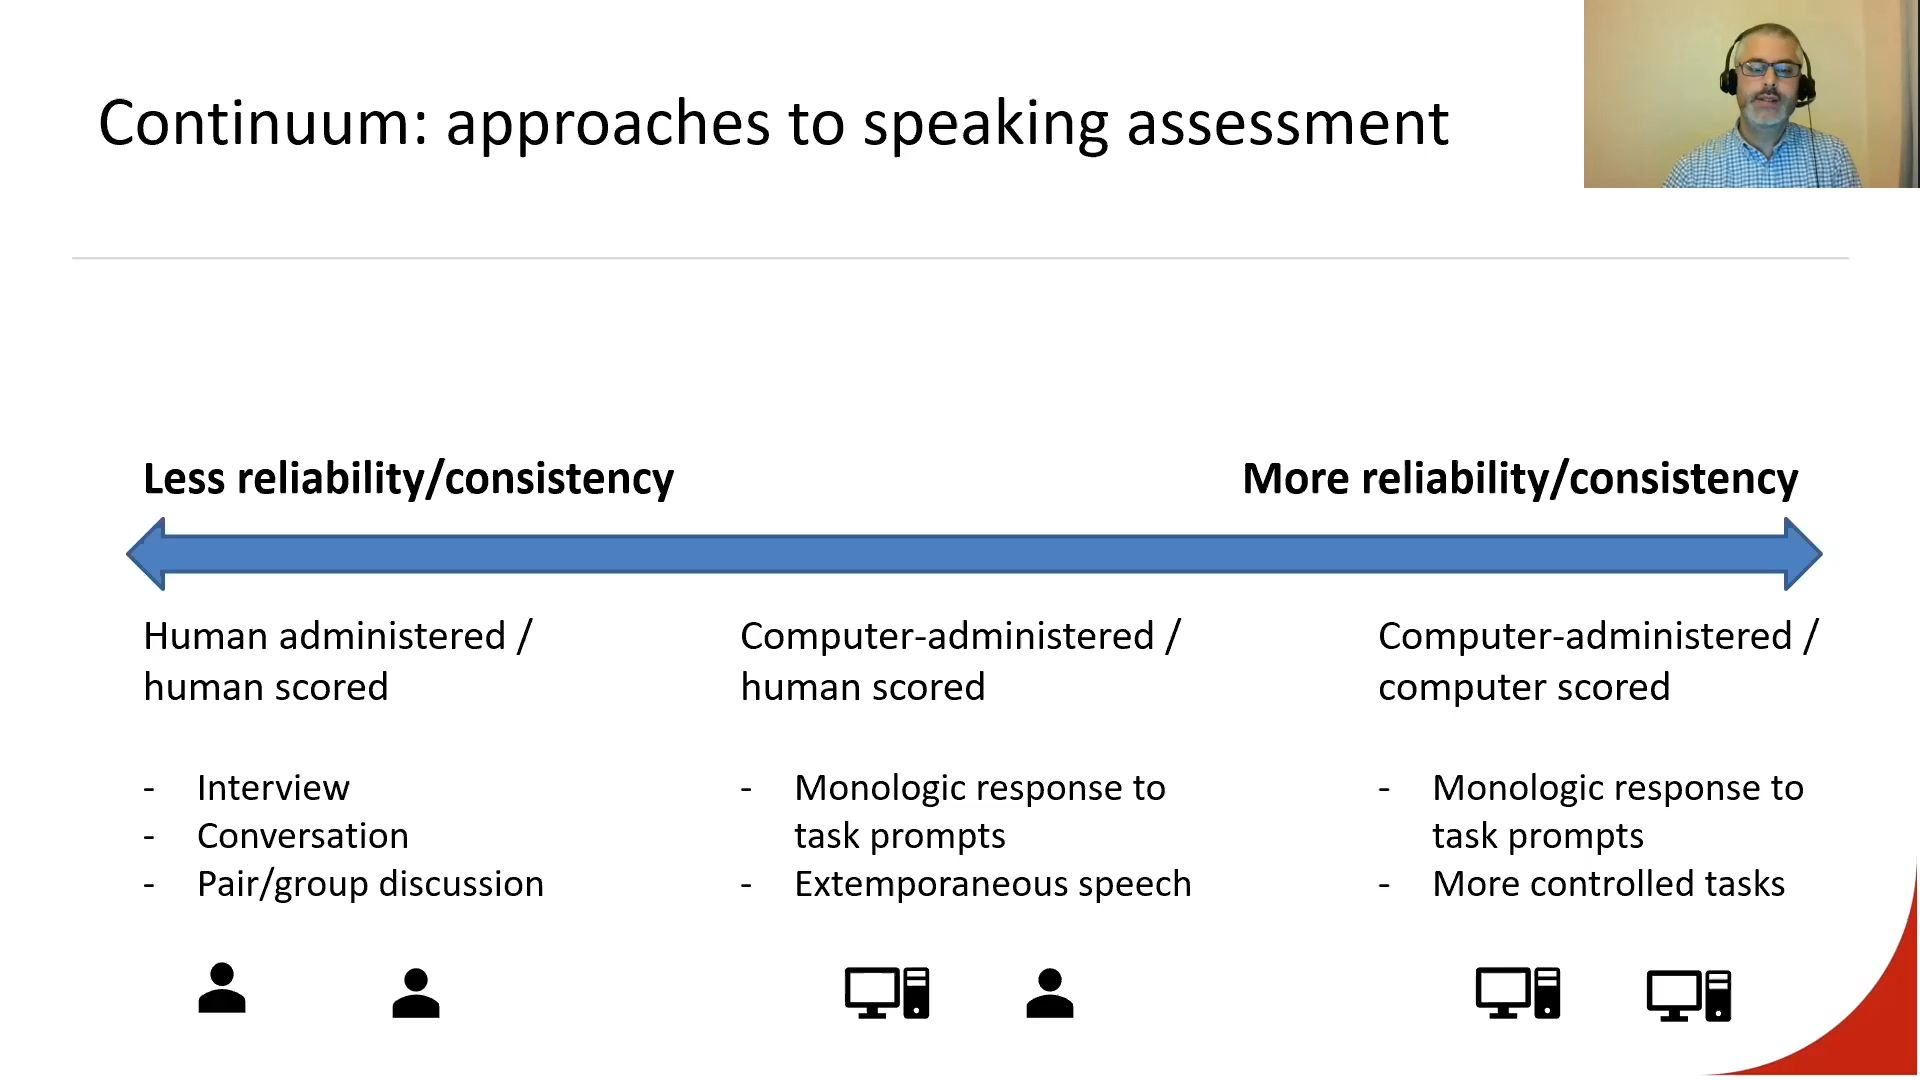 Continuum: approaches to speaking assessment
Less reliability/consistency
More reliability/consistency
Human administered /
human scored
- Interview
- Conversation
- Pair/group discussion
Computer-administered /
human scored
- Monologic response to
task prompts
- Extemporaneous speech
Computer-administered /
computer scored
- Monologic response to
task prompts
- More controlled tasks